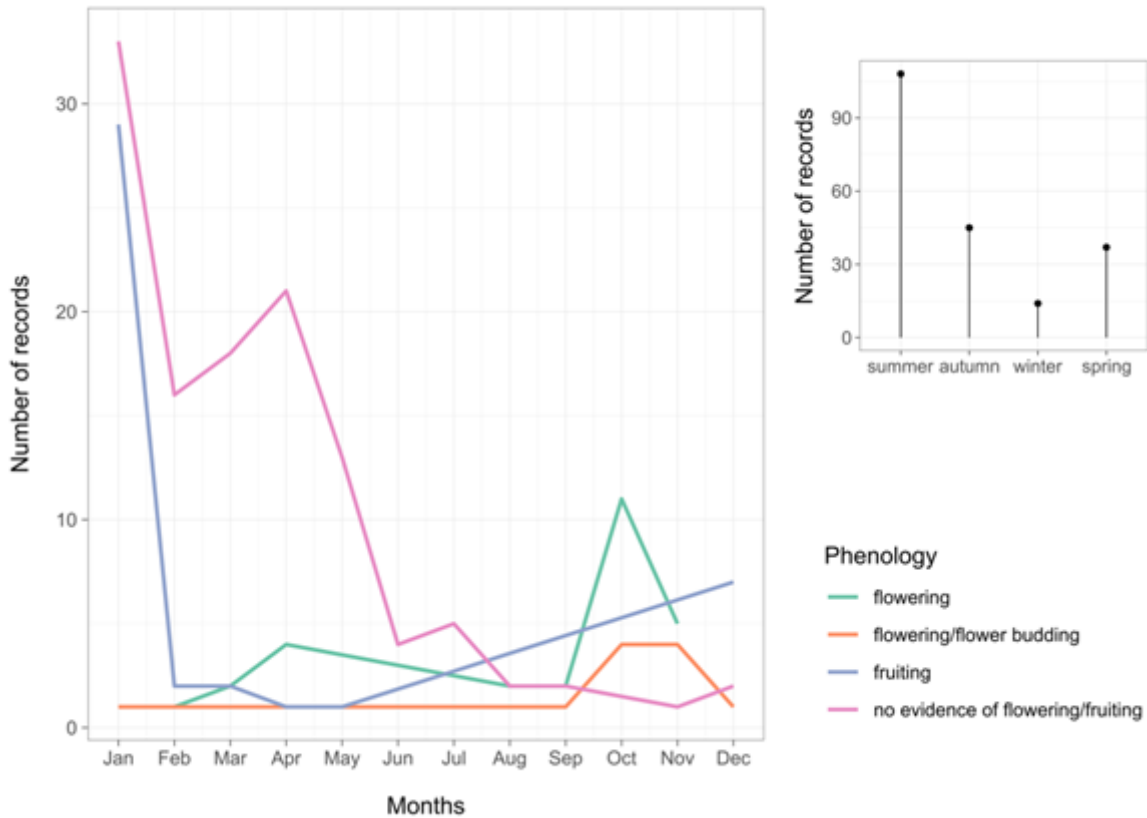 Number of records
30
20
10
0
Jan Feb Mar Apr May Jun Jul Aug Sep Oct Nov Dec
Months
Number of records
90
60
30
0
summer autumn winter spring
Phenology
flowering
flowering/flower budding
fruiting
no evidence of flowering/fruiting